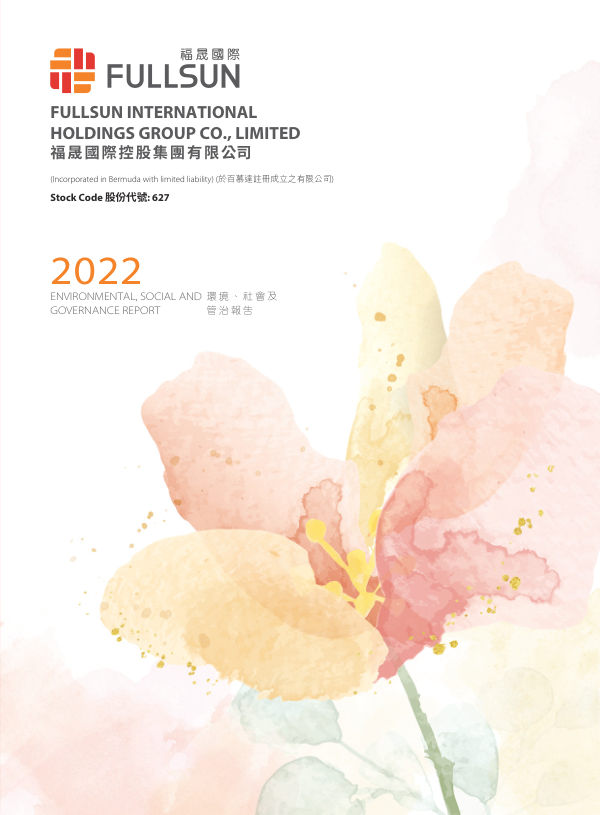 福晟國際
FULLSUN
FULLSUN INTERNATIONAL
HOLDINGS GROUP CO., LIMITED
福晟國際控股集團有限公司
(Incorporated in Bermuda with limited liability) (於百慕達註冊成立之有限公司)
Stock Code 股份代號: 627
2022
ENVIRONMENTAL, SOCIAL AND 環境、社會及
GOVERNANCE REPORT 管治報告